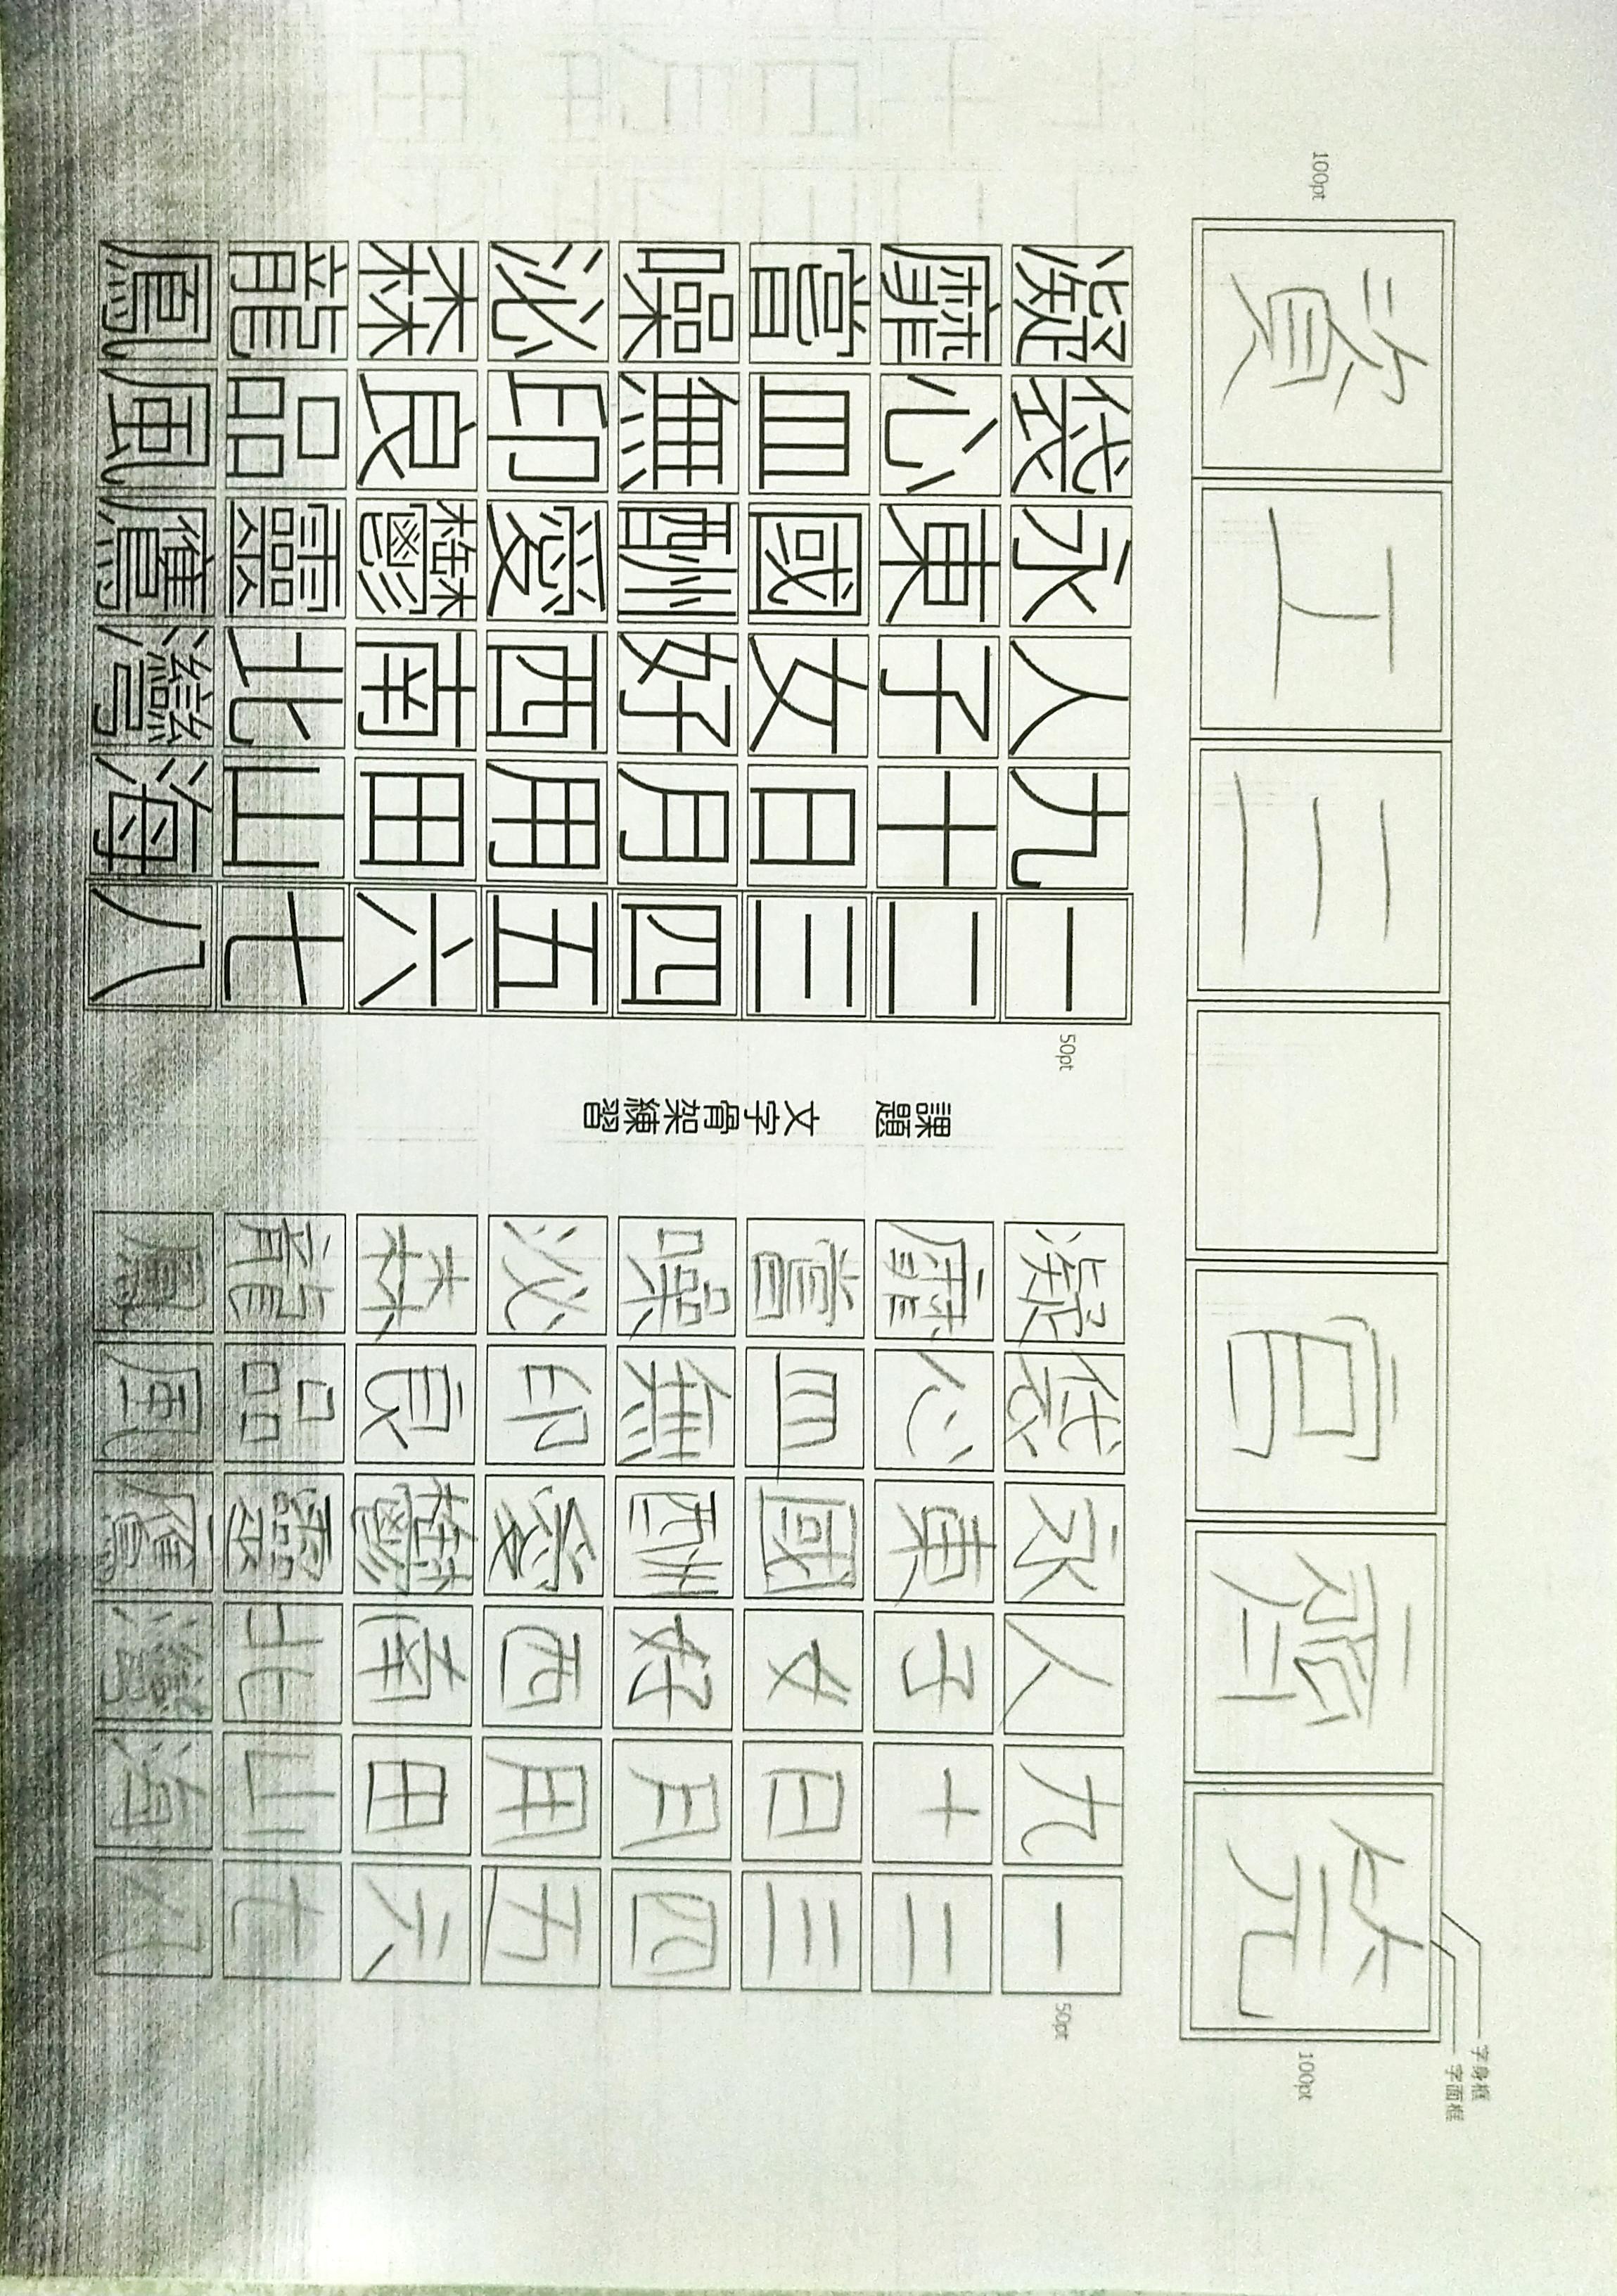 字身框
字面框
100pt
資工三 官齊笎
100pt
50pt
一二三四五六七八
九十日月用田山海
人子女好西南北灣
永東國酬愛鬱靈鷹
袋心皿無印良品風
凝靡嘗噪泌森龍鳳
課題 文字骨架練習
50pt
一二三四五六七八
九十日月用田山海
人子女好西南北灣
永東國酬愛鬱靈鷹
袋心皿無印良品風
凝靡嘗噪泌森龍鳳